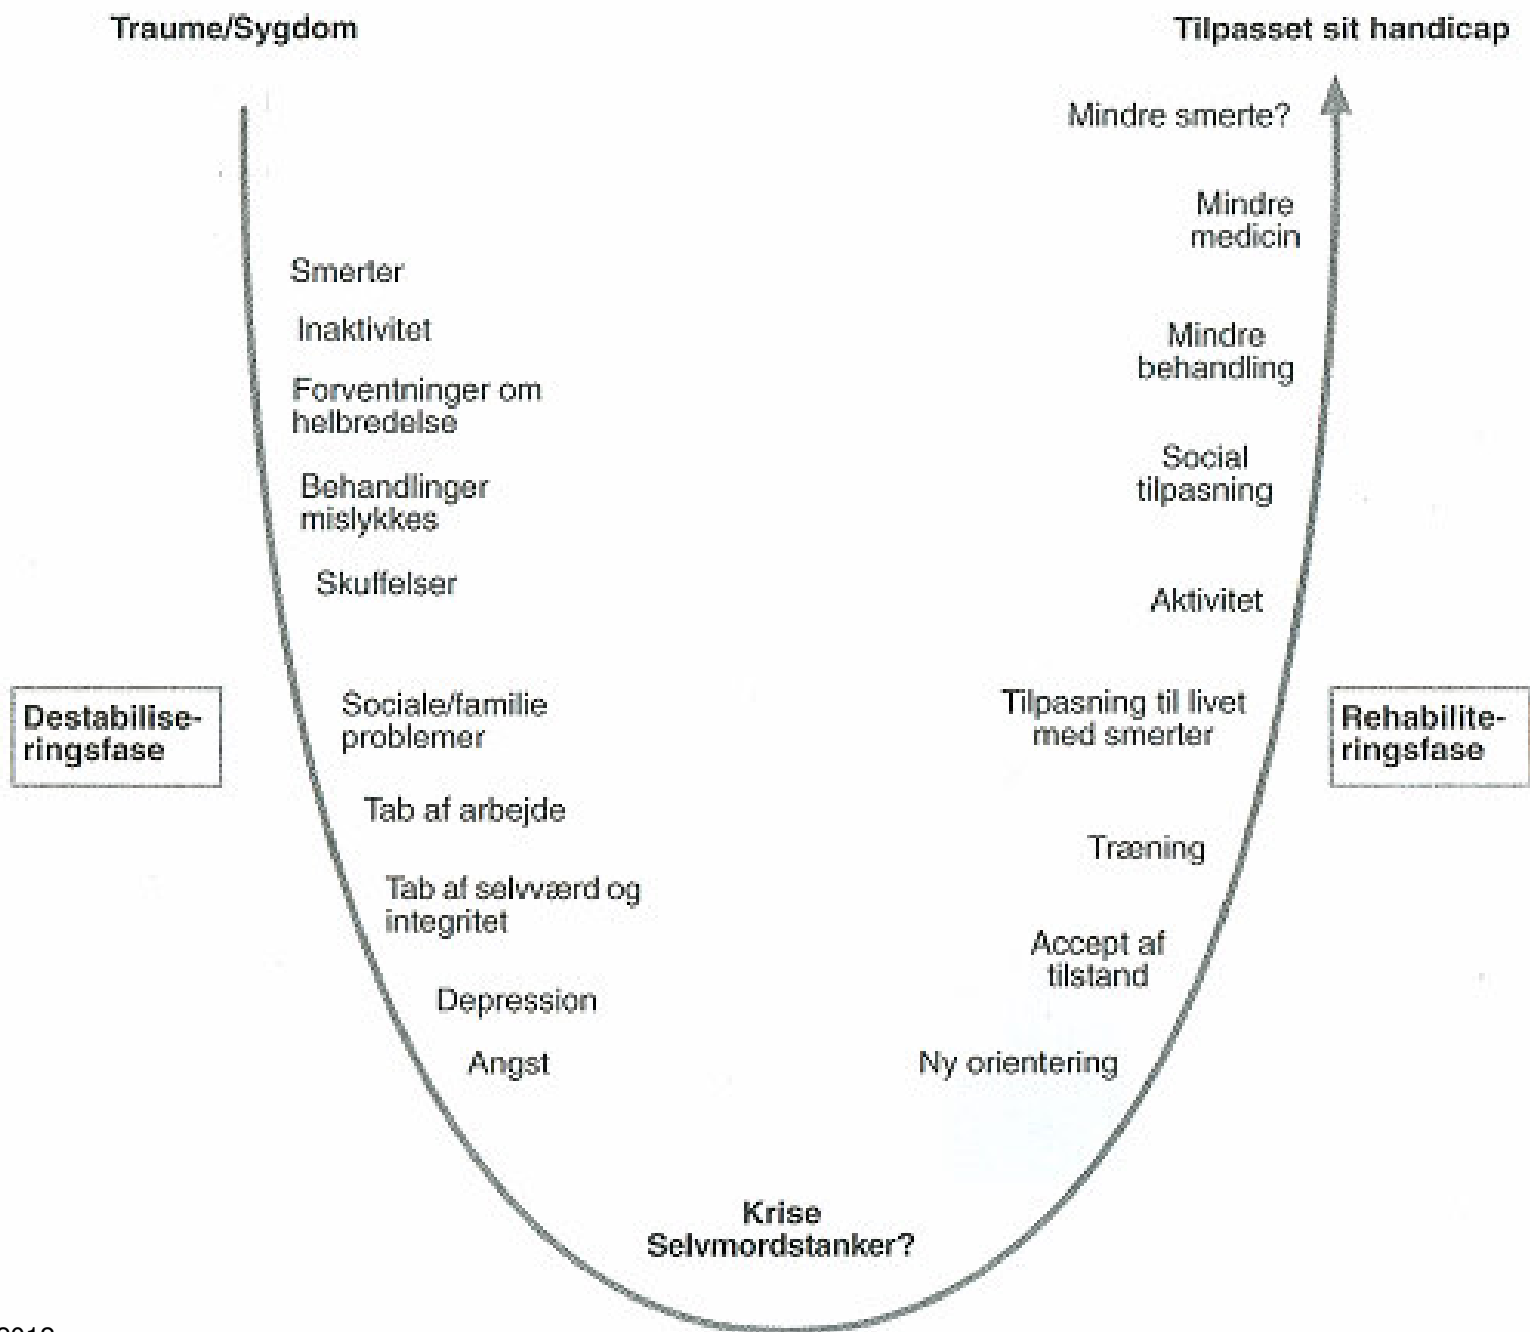 Traume/Sygdom
Smerter
Inaktivitet
Forventninger om
helbredelse
Behandlinger
mislykkes
Skuffelser
Destabilise-
ringsfase
Sociale/familie
problemer
Tab af arbejde
Tab af selvværd og
integritet
Depression
Angst
Krise
Selvmordstanker?
Tilpasset sit handicap
Mindre smerte?
Mindre
medicin
Mindre
behandling
Social
tilpasning
Aktivitet
Tilpasning til livet
med smerter
Rehabilite-
ringsfase
Træning
Accept af
tilstand
Ny orientering